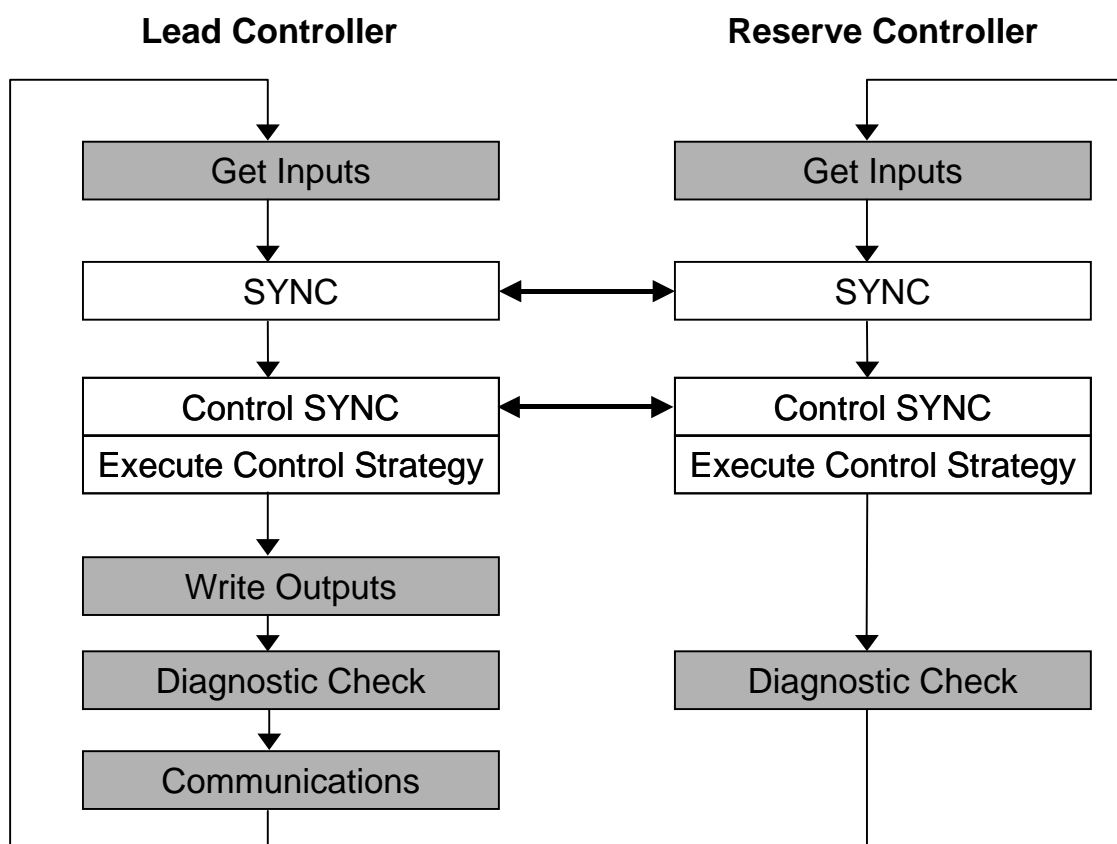 Lead Controller
Reserve Controller
Get Inputs
Get Inputs
SYNC
SYNC
Control SYNC
Control SYNC
Execute Control Strategy
Execute Control Strategy
Write Outputs
Diagnostic Check
Diagnostic Check
Communications